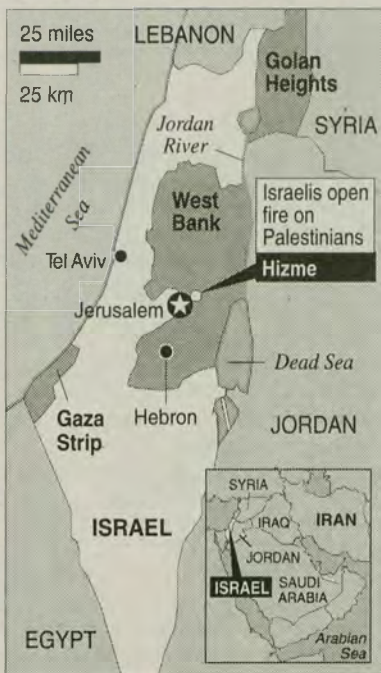 25 miles
25 km
LEBANON
Golan
Heights
Jordan
River
SYRIA
Mediterranean
Sea
West
Bank
Israelis open
fire on
Palestinians
Hizme
Tel Aviv
Jerusalem
Dead Sea
Hebron
Gaza
Strip
JORDAN
ISRAEL
EGYPT
SYRIA
IRAQ
IRAN
JORDAN
ISRAEL
SAUDI
ARABIA
Arabian
Sea